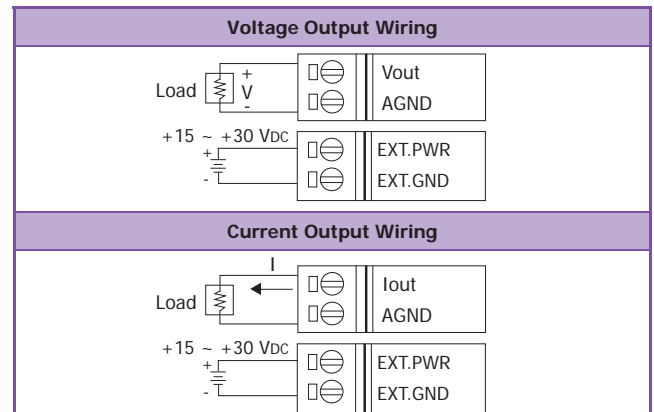 Voltage Output Wiring
+
Load V
-
Vout
AGND
+15 ~ +30 VDC
+
-
EXT.PWR
EXT.GND
Current Output Wiring
I
Load
Iout
AGND
+15 ~ +30 VDC
+
-
EXT.PWR
EXT.GND